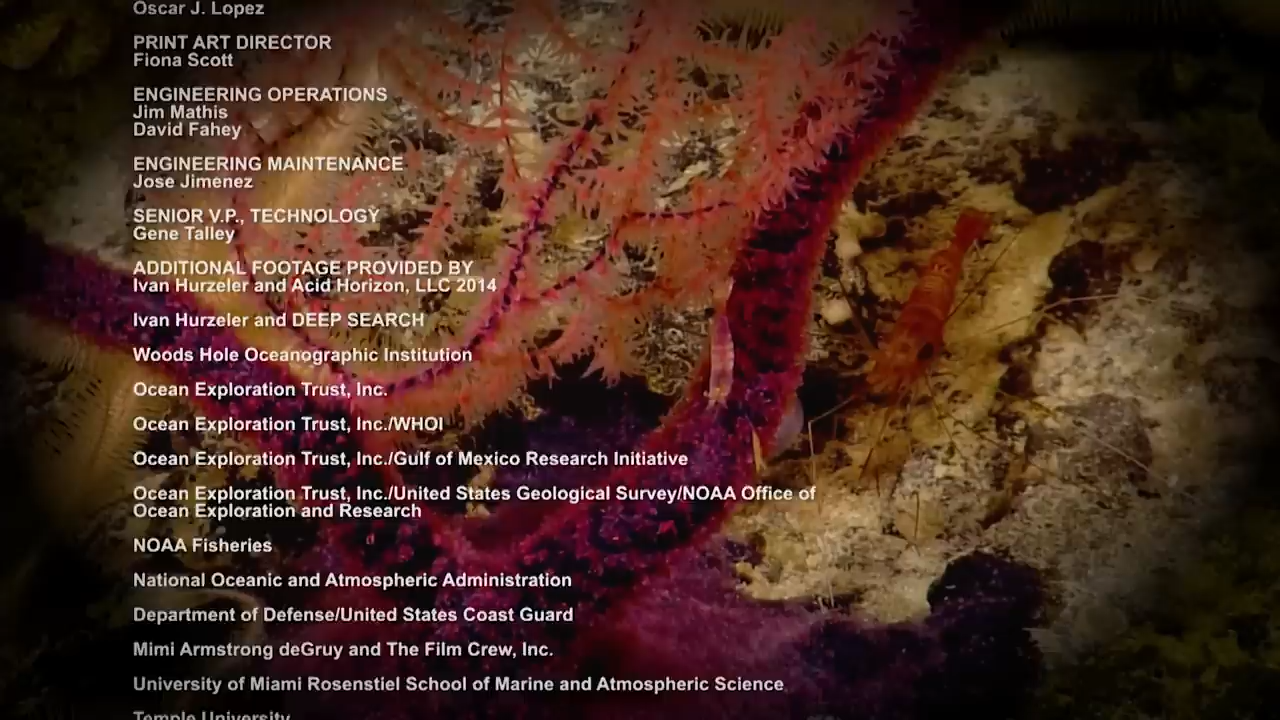 Oscar J. Lopez
PRINT ART DIRECTOR
Fiona Scott
ENGINEERING OPERATIONS
Jim Mathis
David Fahey
ENGINEERING MAINTENANCE
Jose Jimenez
SENIOR V.P., TECHNOLOGY
Gene Talley
ADDITIONAL FOOTAGE PROVIDED BY
Ivan Hurzeler and Acid Horizon, LLC 2014
Ivan Hurzeler and DEEP SEARCH
Woods Hole Oceanographic Institution
Ocean Exploration Trust, Inc.
Ocean Exploration Trust, Inc./WHOI
Ocean Exploration Trust, Inc./Gulf of Mexico Research Initiative
Ocean Exploration Trust, Inc./United States Geological Survey/NOAA Office of
Ocean Exploration and Research
NOAA Fisheries
National Oceanic and Atmospheric Administration
Department of Defense/United States Coast Guard
Mimi Armstrong deGruy and The Film Crew, Inc.
University of Miami Rosenstiel School of Marine and Atmospheric Science
Temple University